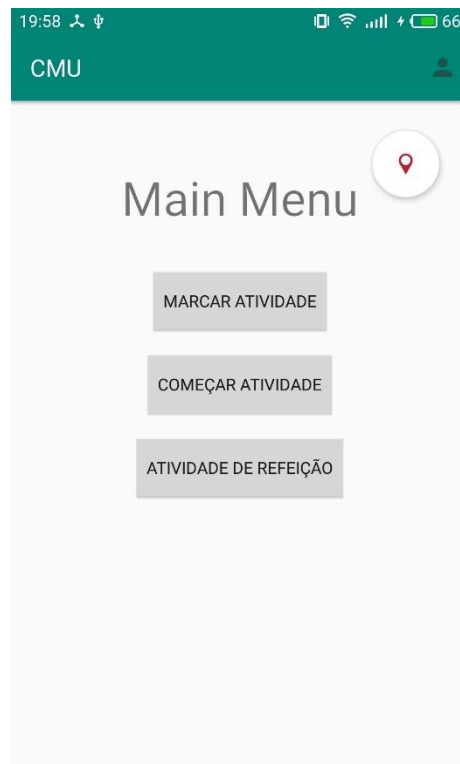 19:58 66
CMU
Main Menu
MARCAR ATIVIDADE
COMEÇAR ATIVIDADE
ATIVIDADE DE REFEIÇÃO